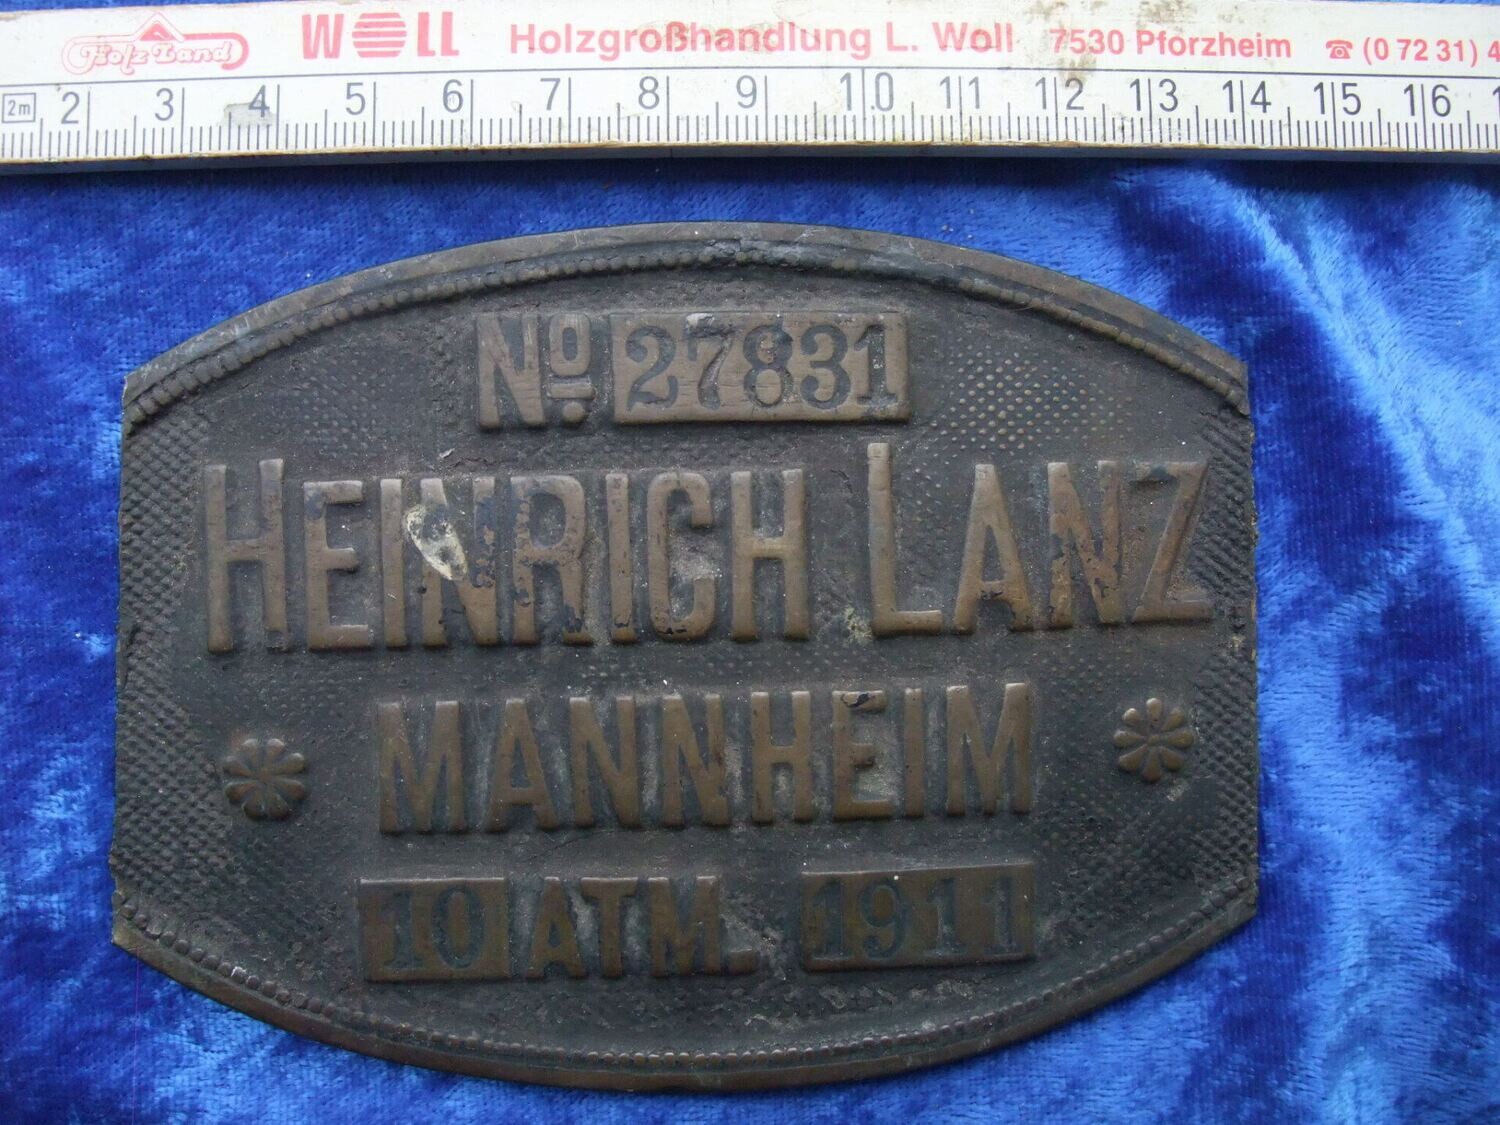 Holz Land WOLL Holzgroßhandlung L. Woll 7530 Pforzheim ☎ (0 72 31) 4
2m 2 3 4 5 6 7 8 9 10 11 12 13 14 15 16 1
No. 27831
HEINRICH LANZ
MANNHEIM
10 ATM. 1911